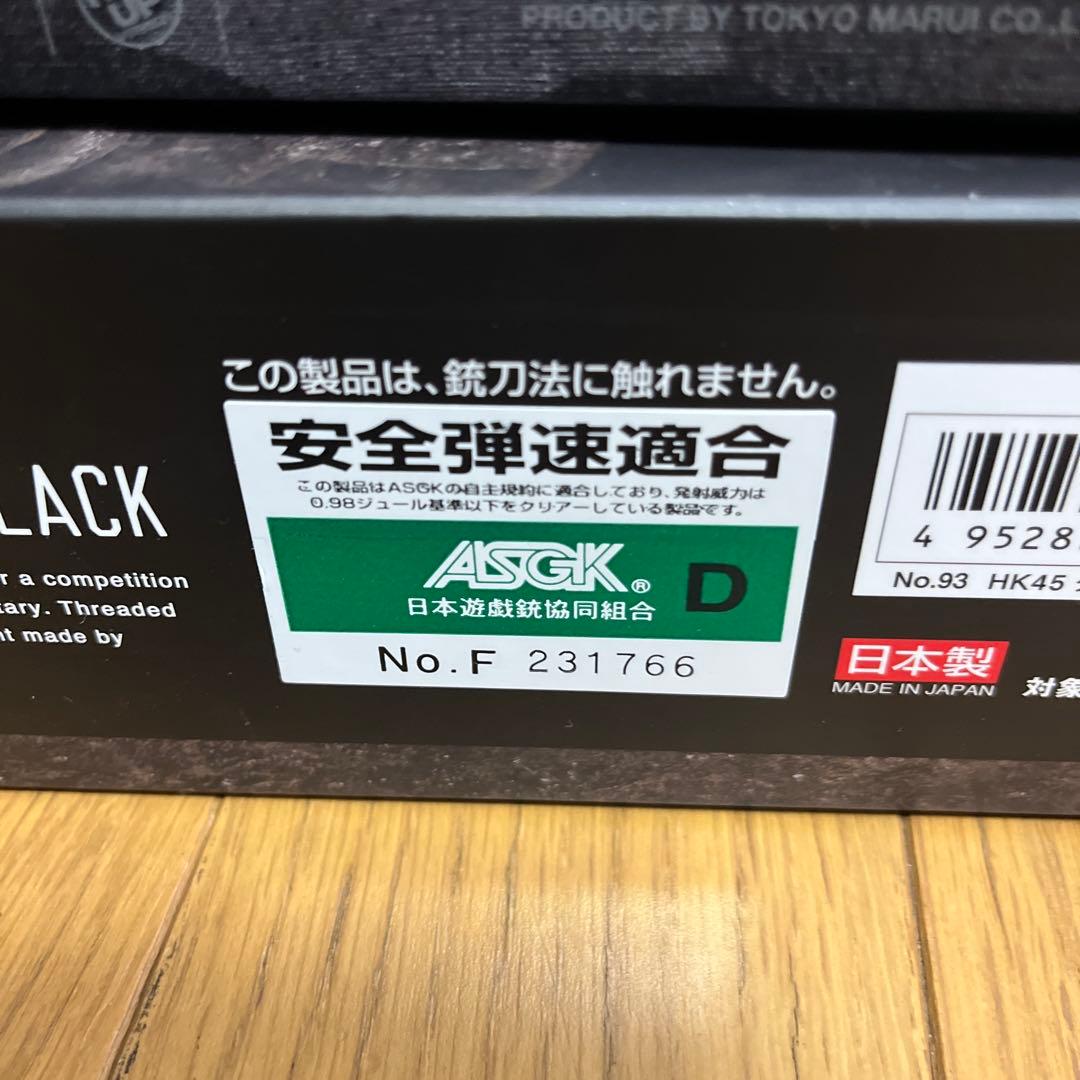 UP
PRODUCT BY TOKYO MARUI CO.,L
この製品は、銃刀法に触れません。
安全弾速適合
この製品はASGKの自主規約に適合しており、発射威力は
0.98ジュール基準以下をクリアーしている製品です。
ASGK® D
日本遊戯銃協同組合
No.F 231766
LACK
r a competition
tary. Threaded
nt made by
4 9528
No.93 HK45
日本製
MADE IN JAPAN
対象